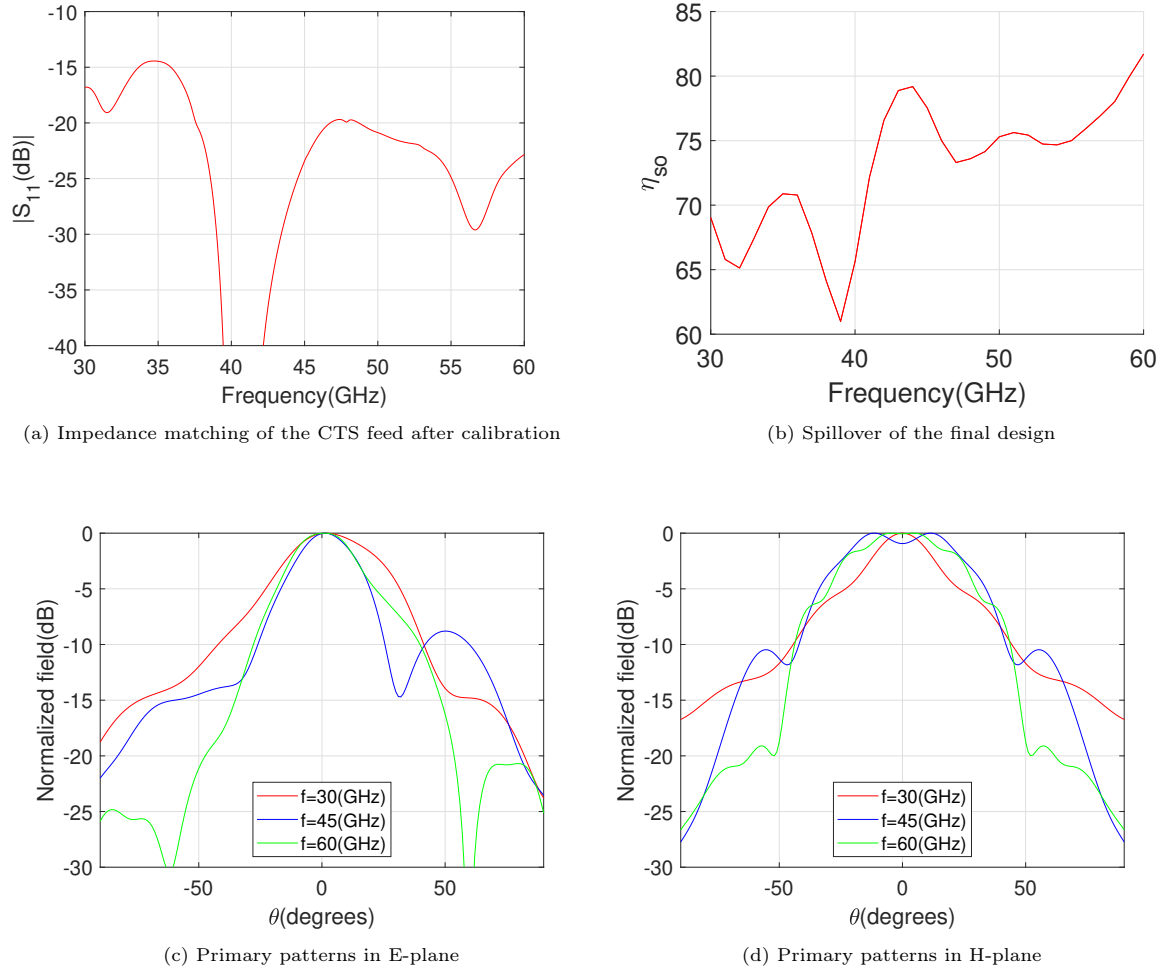 -10
-15
-20
-25
-30
-35
-40
|S11(dB)|
30 35 40 45 50 55 60
Frequency(GHz)
(a) Impedance matching of the CTS feed after calibration
85
80
75
70
65
60
ηso
30 40 50 60
Frequency(GHz)
(b) Spillover of the final design
0
-5
-10
-15
-20
-25
-30
Normalized field(dB)
f=30(GHz)
f=45(GHz)
f=60(GHz)
-50 0 50
θ(degrees)
(c) Primary patterns in E-plane
0
-5
-10
-15
-20
-25
-30
Normalized field(dB)
f=30(GHz)
f=45(GHz)
f=60(GHz)
-50 0 50
θ(degrees)
(d) Primary patterns in H-plane